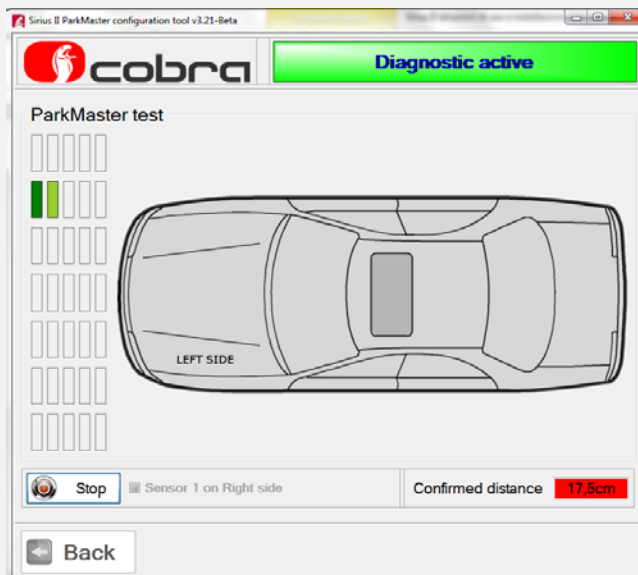 Sirius II ParkMaster configuration tool v3.21-Beta
cobra
Diagnostic active
ParkMaster test
LEFT SIDE
Stop
Sensor 1 on Right side
Confirmed distance
17,5cm
Back